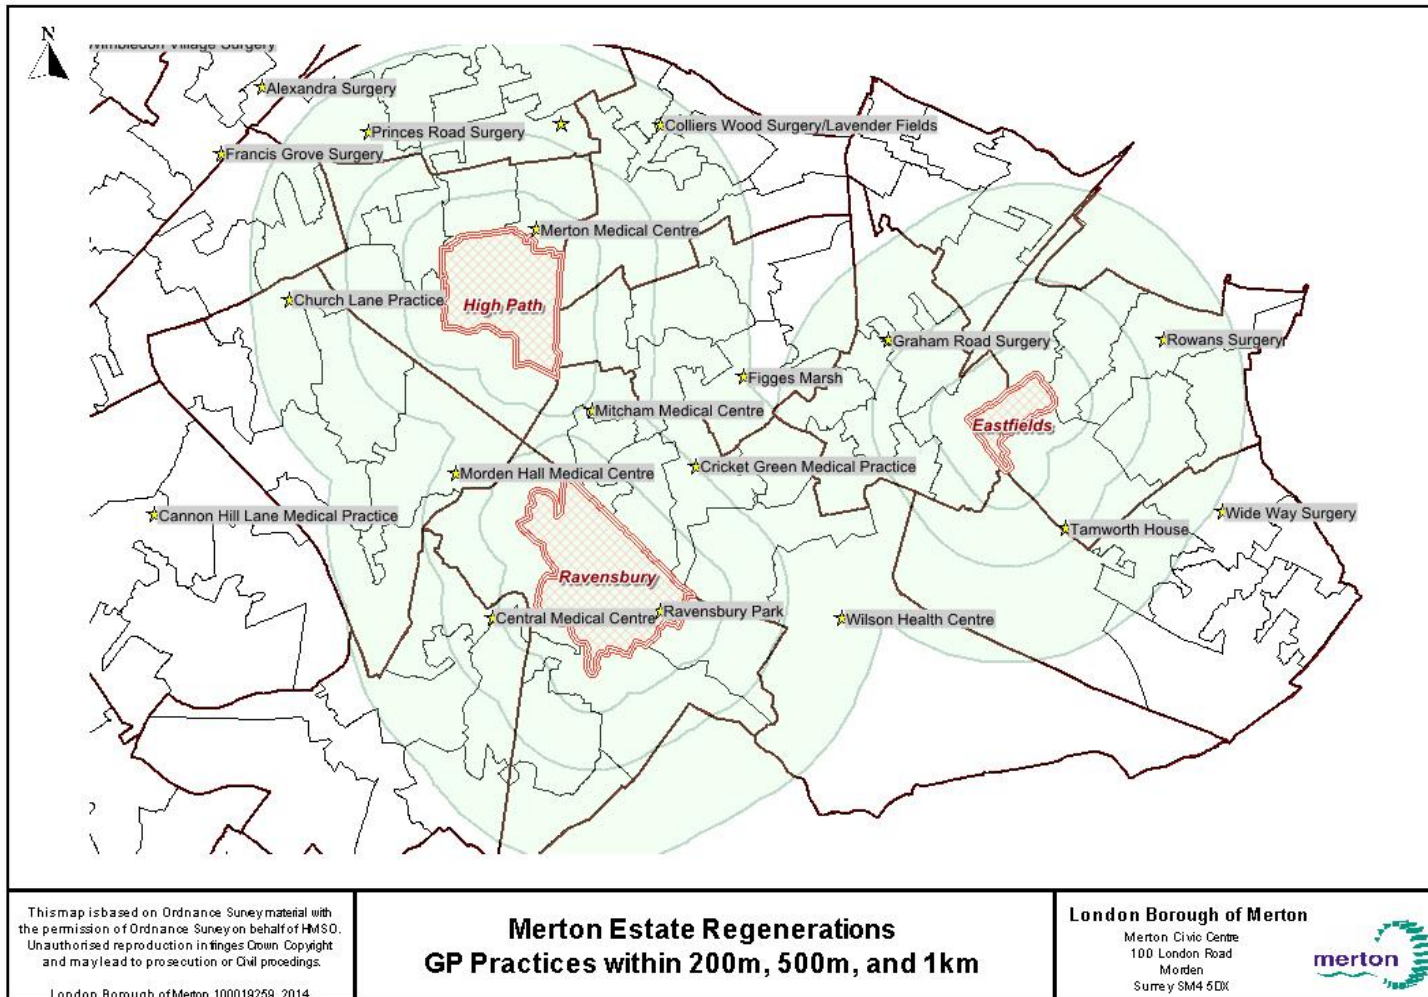 N
Wimbledon Village Surgery
Alexandra Surgery
Princes Road Surgery
Colliers Wood Surgery/Lavender Fields
Francis Grove Surgery
Merton Medical Centre
Church Lane Practice
High Path
Graham Road Surgery
Rowans Surgery
Figges Marsh
Mitcham Medical Centre
Eastfields
Morden Hall Medical Centre
Cricket Green Medical Practice
Cannon Hill Lane Medical Practice
Wide Way Surgery
Tamworth House
Ravensbury
Central Medical Centre
Ravensbury Park
Wilson Health Centre
This map is based on Ordnance Survey material with
the permission of Ordnance Survey on behalf of HMSO.
Unauthorised reproduction infringes Crown Copyright
and may lead to prosecution or Civil procedings.
London Borough of Merton 100019259. 2014.
Merton Estate Regenerations
GP Practices within 200m, 500m, and 1km
London Borough of Merton
Merton Civic Centre
100 London Road
Morden
Surrey SM4 5DX
merton